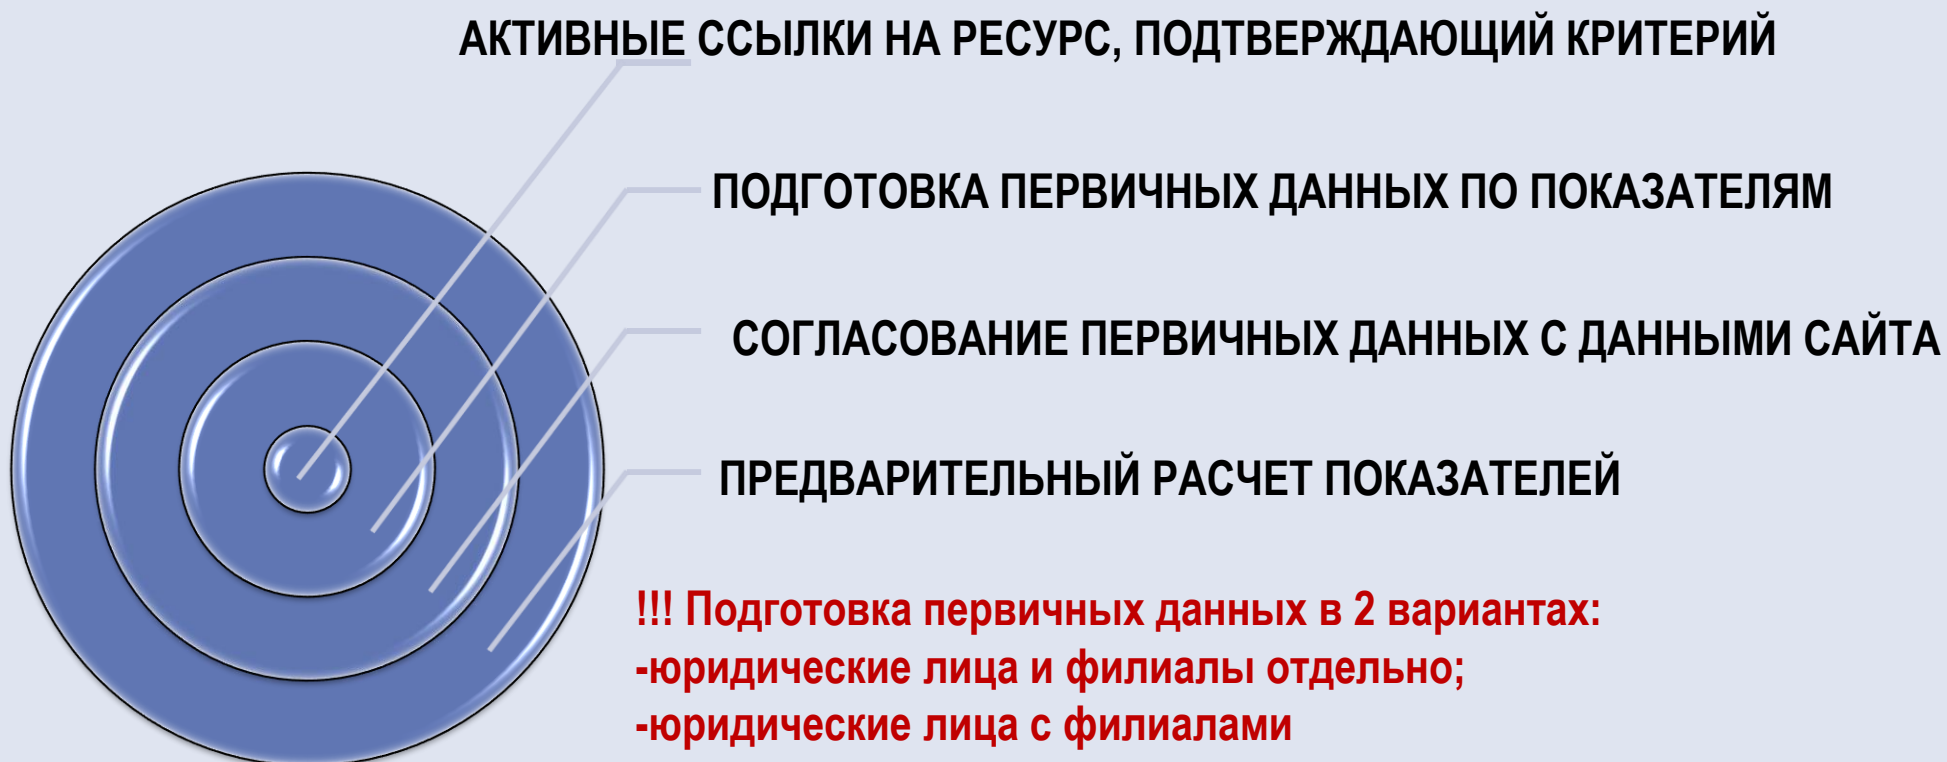 АКТИВНЫЕ ССЫЛКИ НА РЕСУРС, ПОДТВЕРЖДАЮЩИЙ КРИТЕРИЙ
ПОДГОТОВКА ПЕРВИЧНЫХ ДАННЫХ ПО ПОКАЗАТЕЛЯМ
СОГЛАСОВАНИЕ ПЕРВИЧНЫХ ДАННЫХ С ДАННЫМИ САЙТА
ПРЕДВАРИТЕЛЬНЫЙ РАСЧЕТ ПОКАЗАТЕЛЕЙ
!!! Подготовка первичных данных в 2 вариантах:
-юридические лица и филиалы отдельно;
-юридические лица с филиалами